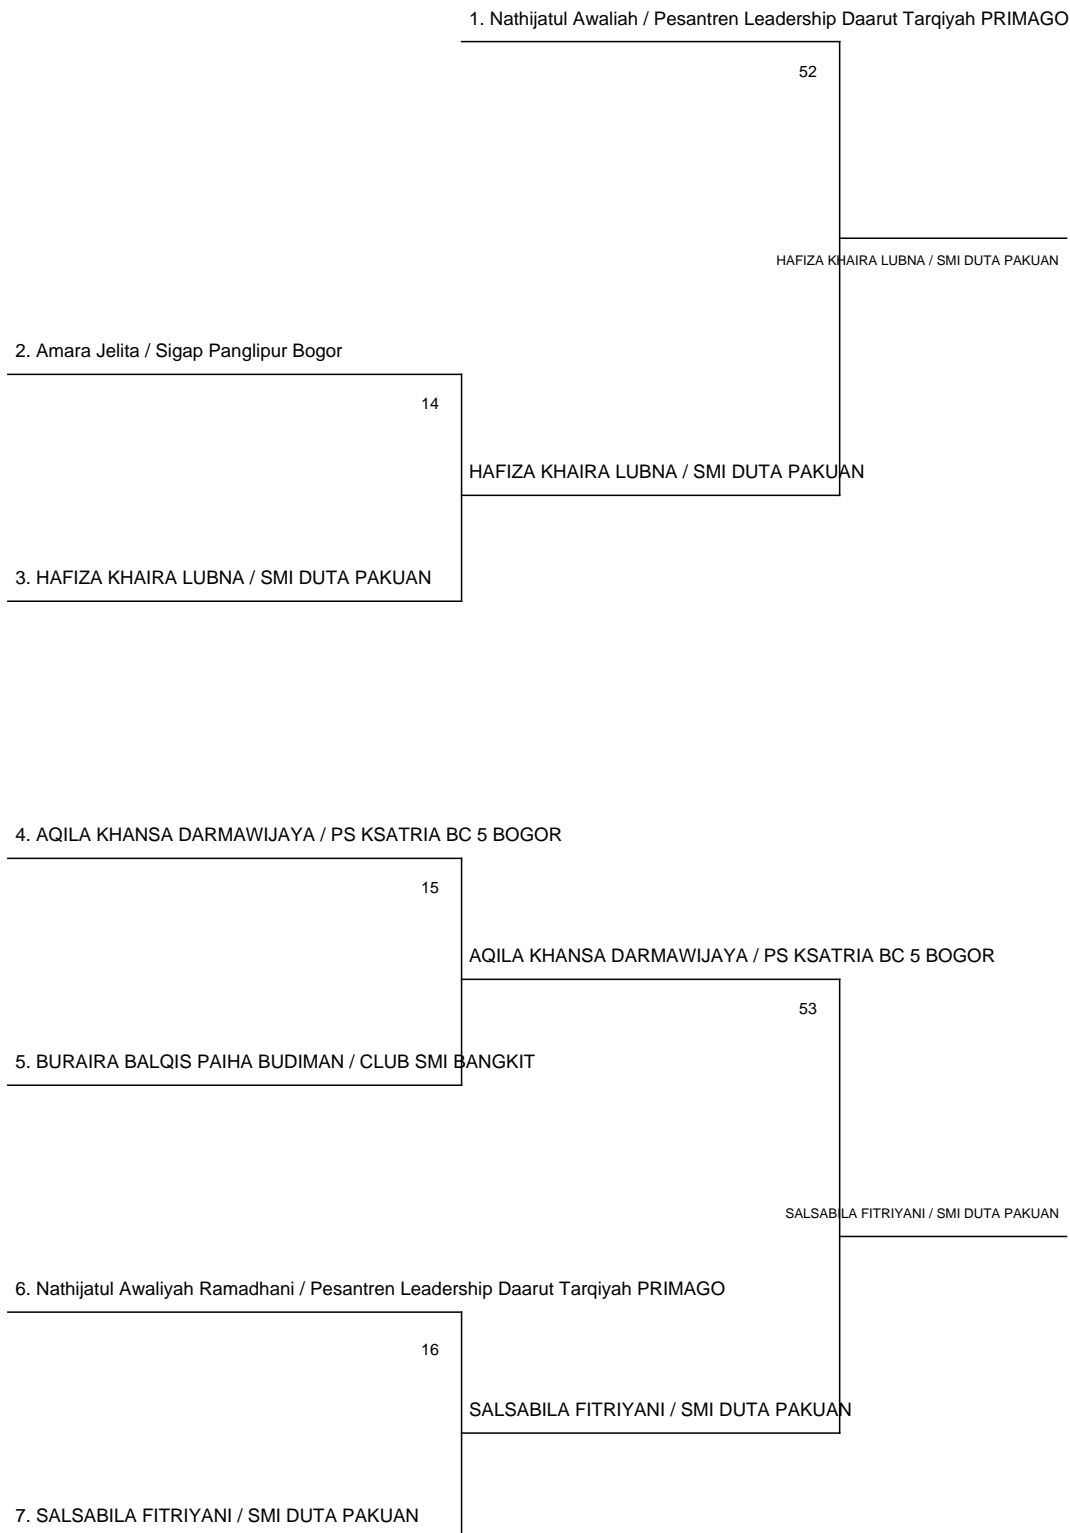 1. Nathijatul Awaliah / Pesantren Leadership Daarut Tarqiyah PRIMAGO
52
HAFIZA KHAIRA LUBNA / SMI DUTA PAKUAN
2. Amara Jelita / Sigap Panglipur Bogor
14
HAFIZA KHAIRA LUBNA / SMI DUTA PAKUAN
3. HAFIZA KHAIRA LUBNA / SMI DUTA PAKUAN
4. AQILA KHANSA DARMAWIJAYA / PS KSATRIA BC 5 BOGOR
15
AQILA KHANSA DARMAWIJAYA / PS KSATRIA BC 5 BOGOR
53
5. BURAIRA BALQIS PAIHA BUDIMAN / CLUB SMI BANGKIT
SALSABILA FITRIYANI / SMI DUTA PAKUAN
6. Nathijatul Awaliyah Ramadhani / Pesantren Leadership Daarut Tarqiyah PRIMAGO
16
SALSABILA FITRIYANI / SMI DUTA PAKUAN
7. SALSABILA FITRIYANI / SMI DUTA PAKUAN